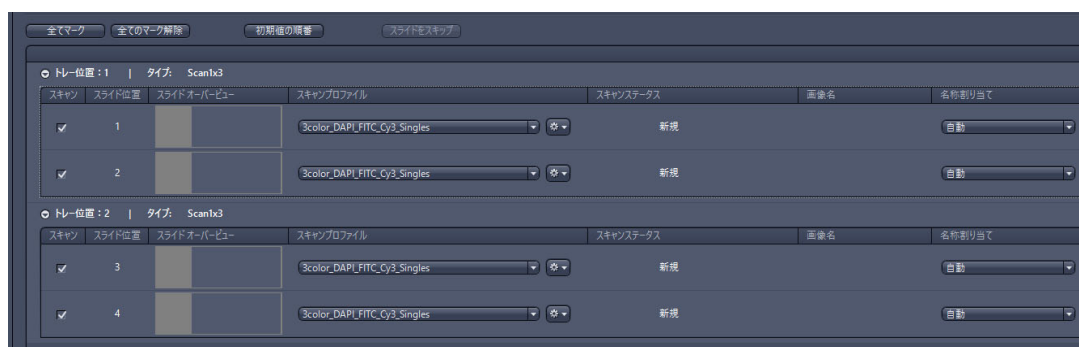 全てマーク 全てのマーク解除 初期値の順番 スライドをスキップ
トレー位置：1 | タイプ: Scan1x3
スキャン スライド位置 スライド オーバービュー スキャンプロファイル スキャンステータス 画像名 名称割り当て
1 3color_DAPI_FITC_Cy3_Singles 新規 自動
2 3color_DAPI_FITC_Cy3_Singles 新規 自動
トレー位置：2 | タイプ: Scan1x3
スキャン スライド位置 スライド オーバービュー スキャンプロファイル スキャンステータス 画像名 名称割り当て
3 3color_DAPI_FITC_Cy3_Singles 新規 自動
4 3color_DAPI_FITC_Cy3_Singles 新規 自動